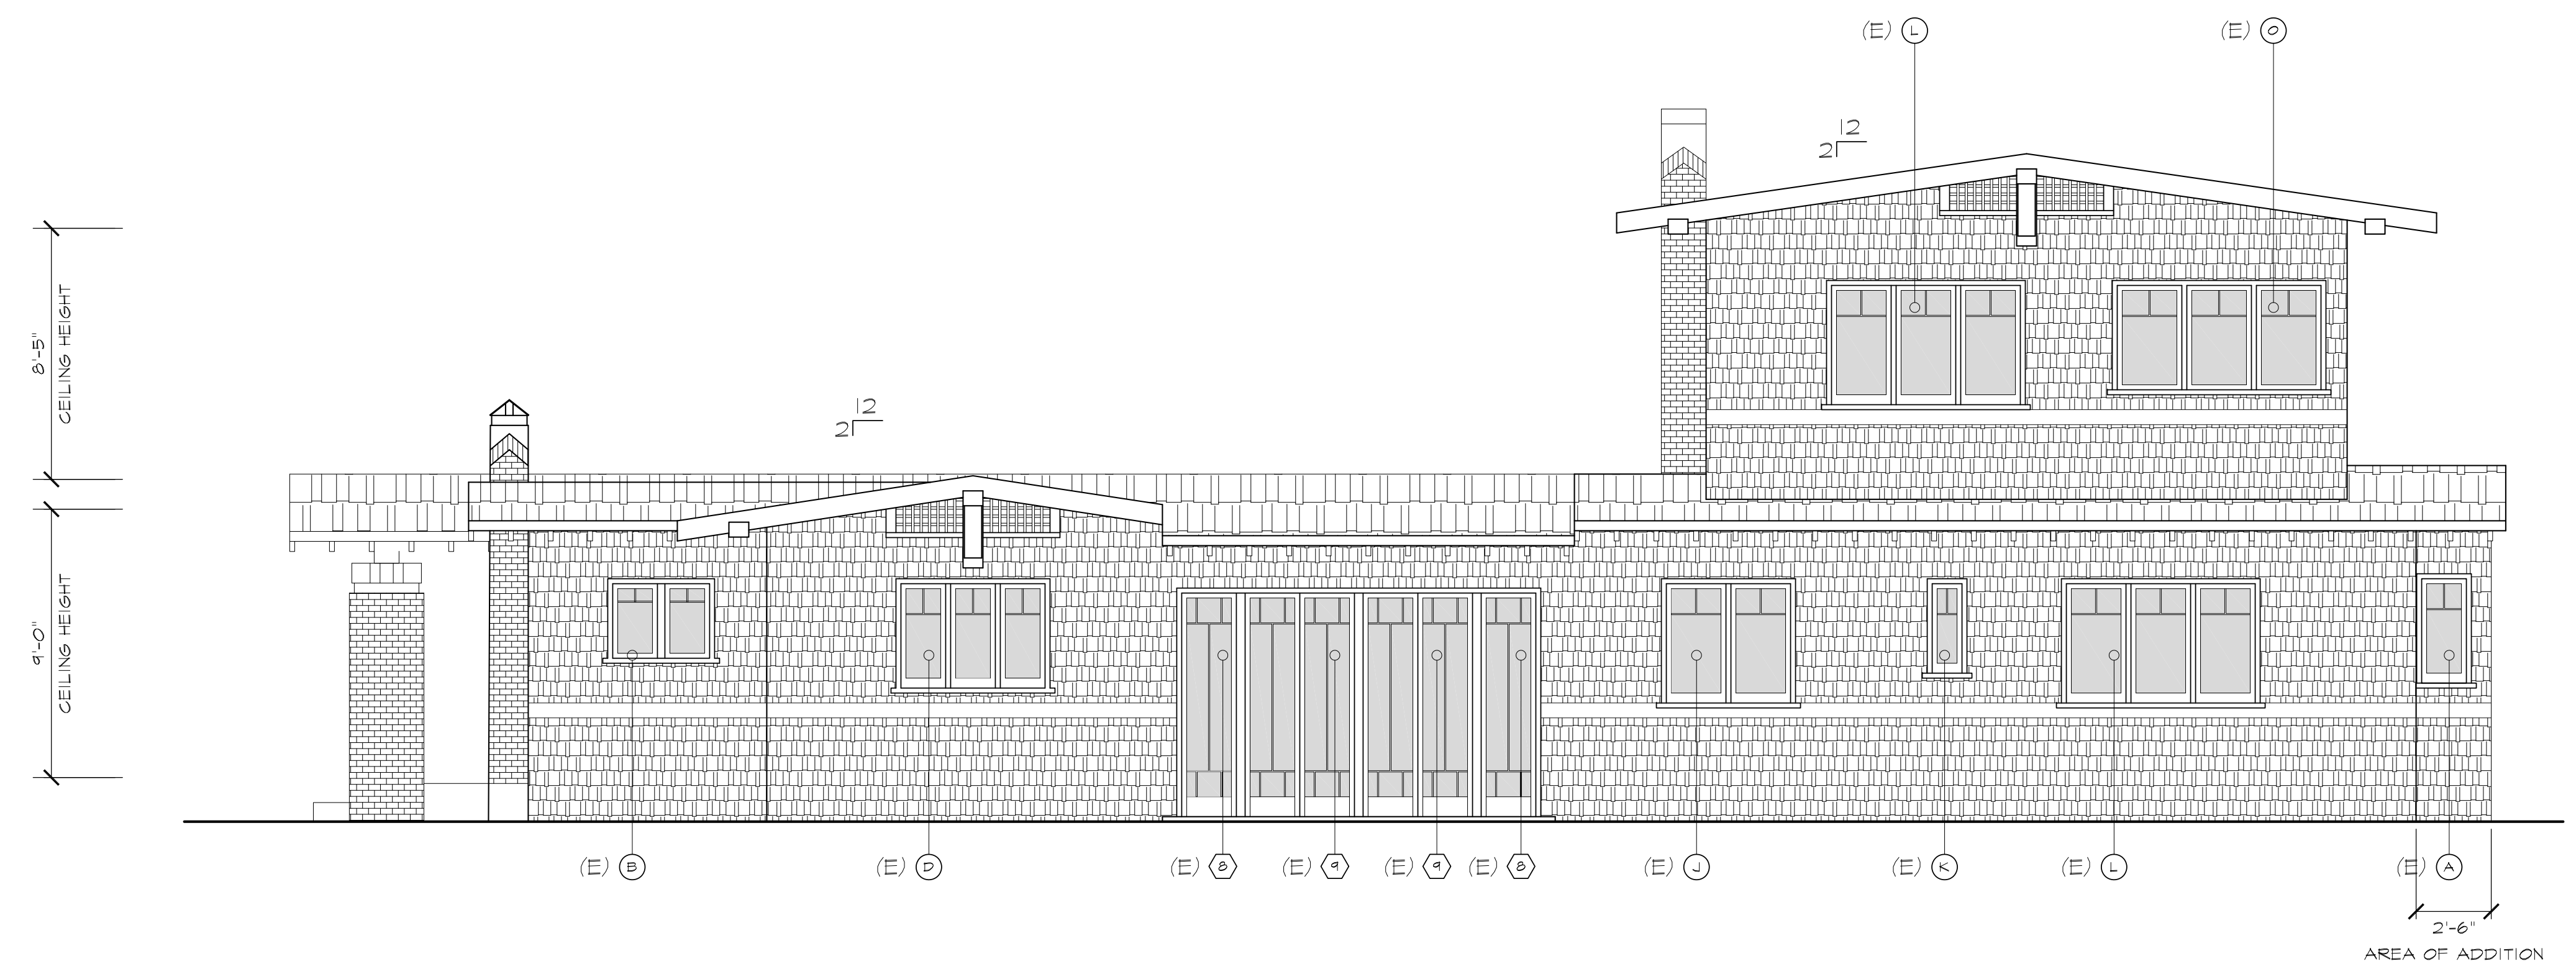 (E) L
(E) O
12
2
8'-5"
CEILING HEIGHT
12
2
9'-0"
CEILING HEIGHT
(E) B
(E) D
(E) 8
(E) 9
(E) 9
(E) 8
(E) J
(E) K
(E) L
(E) A
2'-6"
AREA OF ADDITION